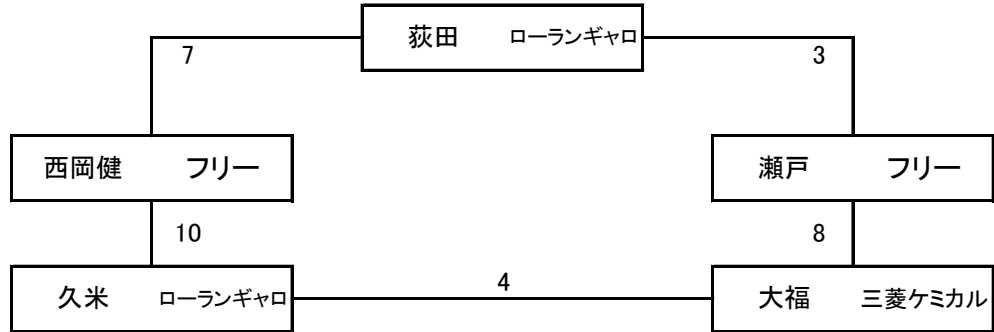 荻田 ローランギャロ
7
3
西岡健 フリー
瀬戸 フリー
10
8
久米 ローランギャロ
4
大福 三菱ケミカル